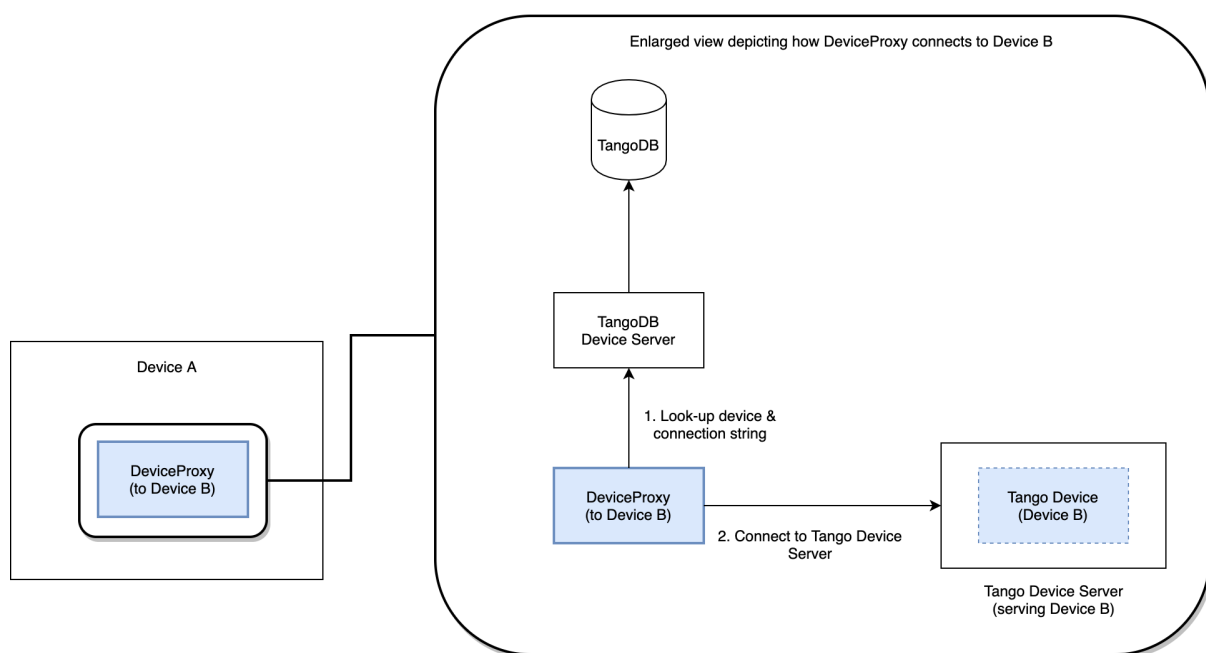 Enlarged view depicting how DeviceProxy connects to Device B
TangoDB
TangoDB
Device Server
Device A
1. Look-up device &
connection string
DeviceProxy
(to Device B)
DeviceProxy
(to Device B)
Tango Device
(Device B)
2. Connect to Tango Device
Server
Tango Device Server
(serving Device B)